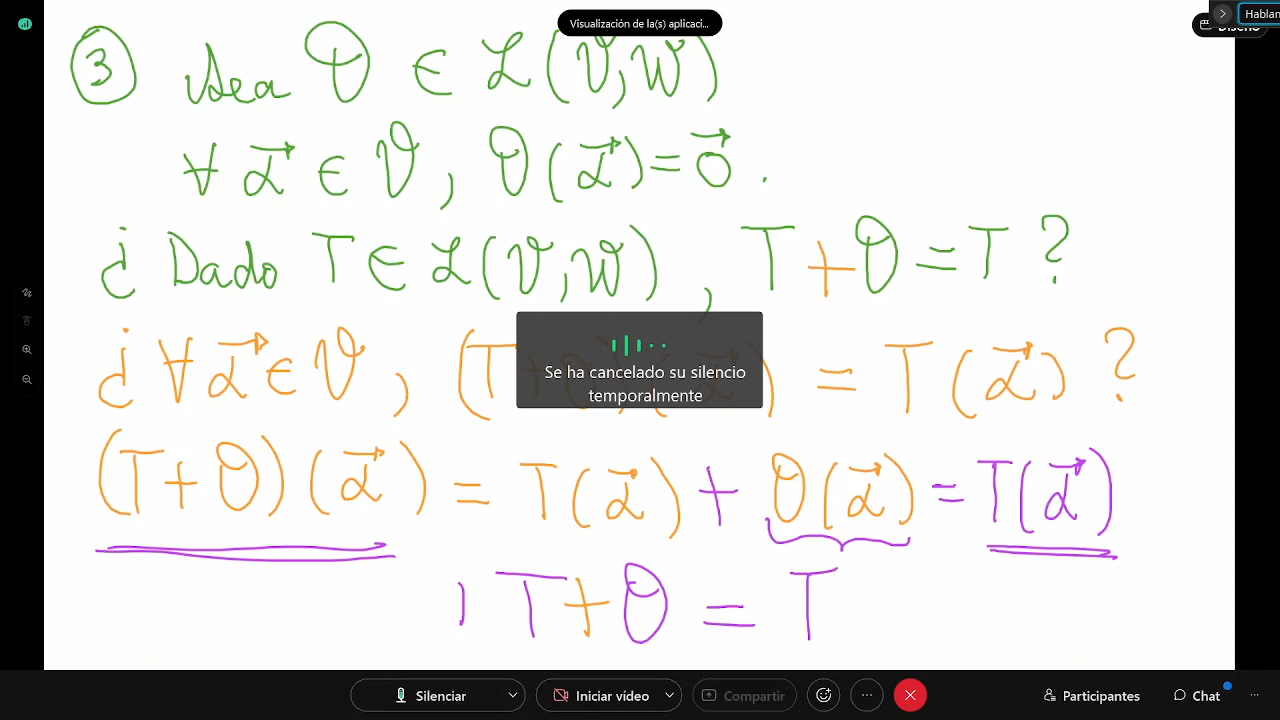 Visualización de la(s) aplicaci...
Hablan
Diseño
③ Sea 𝒪 ∈ ℒ(V,W)
∀ α⃗ ∈ V, 𝒪(α⃗) = 0⃗.
¿Dado T ∈ ℒ(V,W), T + 𝒪 = T ?
¿∀ α⃗ ∈ V, (T+𝒪)(α⃗) = T(α⃗) ?
Se ha cancelado su silencio
temporalmente
(T+𝒪)(α⃗) = T(α⃗) + 𝒪(α⃗) = T(α⃗)
T+𝒪 = T
Silenciar
Iniciar vídeo
Compartir
Participantes
Chat